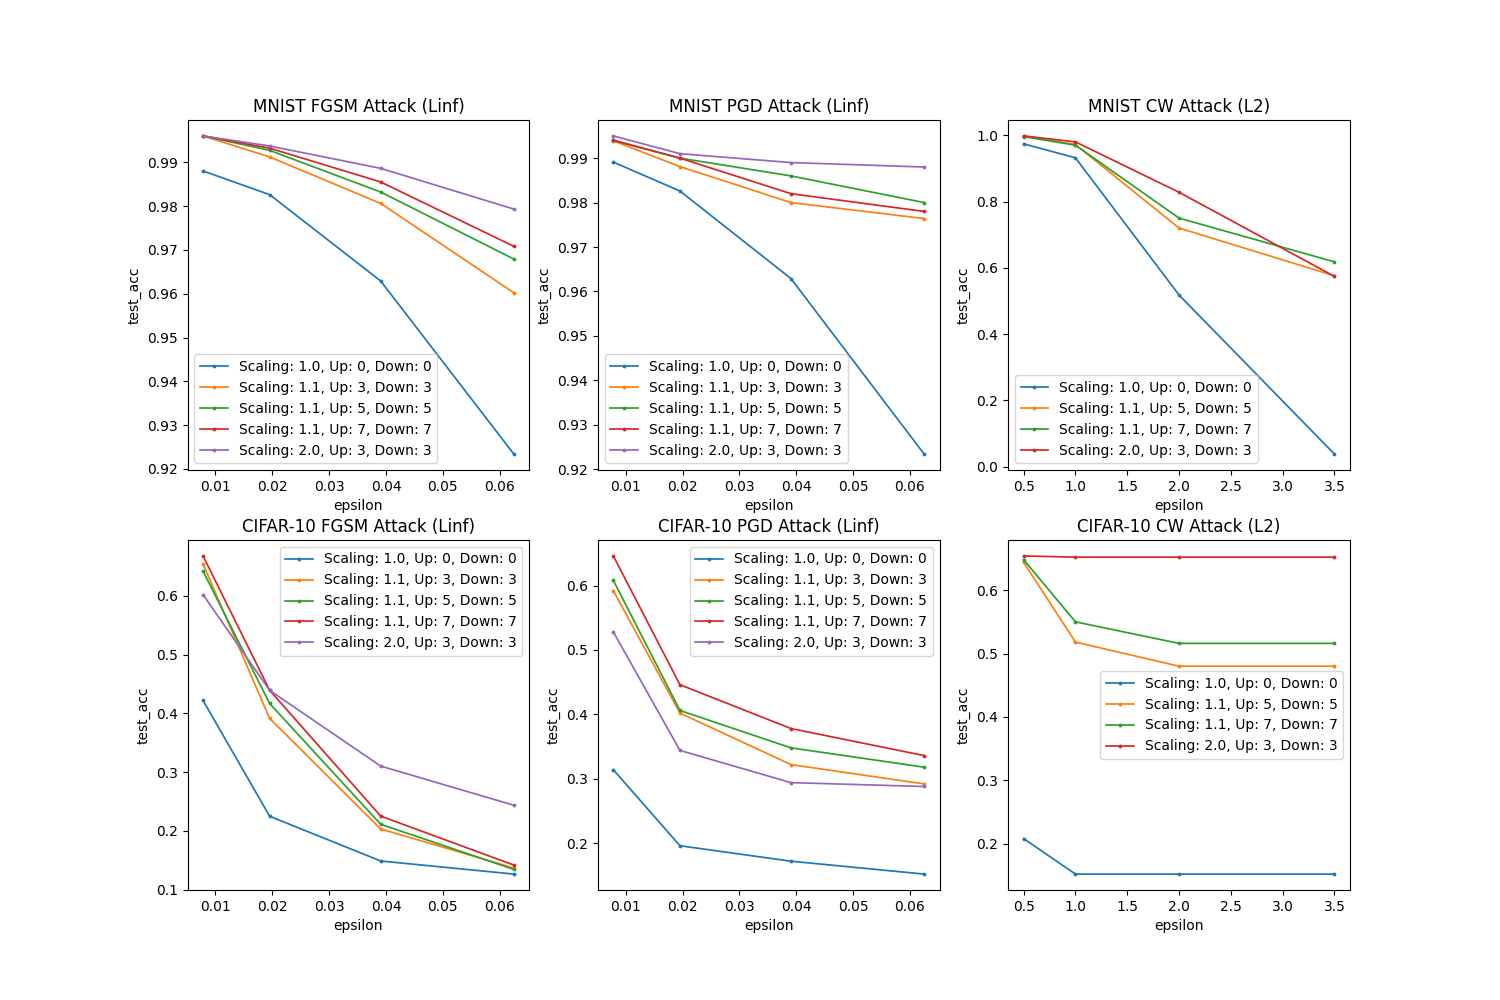 MNIST FGSM Attack (Linf)
test_acc
0.99
0.98
0.97
0.96
0.95
0.94
0.93
0.92
Scaling: 1.0, Up: 0, Down: 0
Scaling: 1.1, Up: 3, Down: 3
Scaling: 1.1, Up: 5, Down: 5
Scaling: 1.1, Up: 7, Down: 7
Scaling: 2.0, Up: 3, Down: 3
0.01 0.02 0.03 0.04 0.05 0.06
epsilon
MNIST PGD Attack (Linf)
test_acc
0.99
0.98
0.97
0.96
0.95
0.94
0.93
0.92
Scaling: 1.0, Up: 0, Down: 0
Scaling: 1.1, Up: 3, Down: 3
Scaling: 1.1, Up: 5, Down: 5
Scaling: 1.1, Up: 7, Down: 7
Scaling: 2.0, Up: 3, Down: 3
0.01 0.02 0.03 0.04 0.05 0.06
epsilon
MNIST CW Attack (L2)
test_acc
1.0
0.8
0.6
0.4
0.2
0.0
Scaling: 1.0, Up: 0, Down: 0
Scaling: 1.1, Up: 5, Down: 5
Scaling: 1.1, Up: 7, Down: 7
Scaling: 2.0, Up: 3, Down: 3
0.5 1.0 1.5 2.0 2.5 3.0 3.5
epsilon
CIFAR-10 FGSM Attack (Linf)
test_acc
0.6
0.5
0.4
0.3
0.2
0.1
Scaling: 1.0, Up: 0, Down: 0
Scaling: 1.1, Up: 3, Down: 3
Scaling: 1.1, Up: 5, Down: 5
Scaling: 1.1, Up: 7, Down: 7
Scaling: 2.0, Up: 3, Down: 3
0.01 0.02 0.03 0.04 0.05 0.06
epsilon
CIFAR-10 PGD Attack (Linf)
test_acc
0.6
0.5
0.4
0.3
0.2
Scaling: 1.0, Up: 0, Down: 0
Scaling: 1.1, Up: 3, Down: 3
Scaling: 1.1, Up: 5, Down: 5
Scaling: 1.1, Up: 7, Down: 7
Scaling: 2.0, Up: 3, Down: 3
0.01 0.02 0.03 0.04 0.05 0.06
epsilon
CIFAR-10 CW Attack (L2)
test_acc
0.6
0.5
0.4
0.3
0.2
Scaling: 1.0, Up: 0, Down: 0
Scaling: 1.1, Up: 5, Down: 5
Scaling: 1.1, Up: 7, Down: 7
Scaling: 2.0, Up: 3, Down: 3
0.5 1.0 1.5 2.0 2.5 3.0 3.5
epsilon